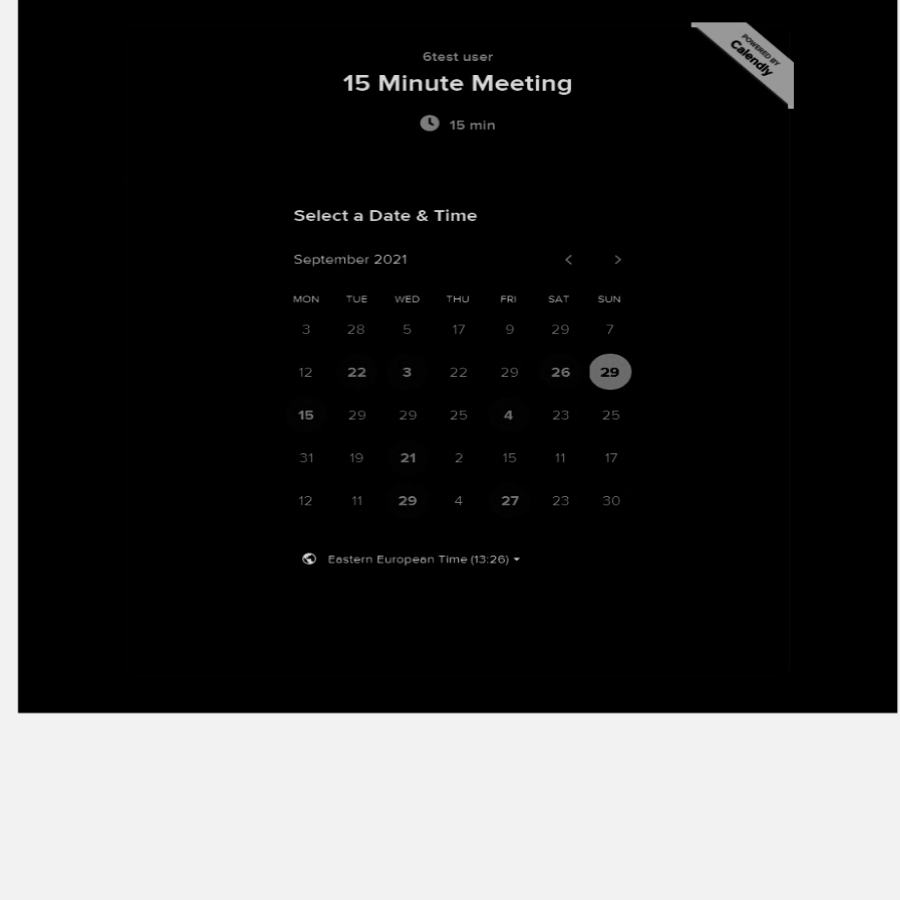 POWERED BY
Calendly
6test user
15 Minute Meeting
15 min
Select a Date & Time
September 2021
MON TUE WED THU FRI SAT SUN
3 28 5 17 9 29 7
12 22 3 22 29 26 29
15 29 29 25 4 23 25
31 19 21 2 15 11 17
12 11 29 4 27 23 30
Eastern European Time (13:26)